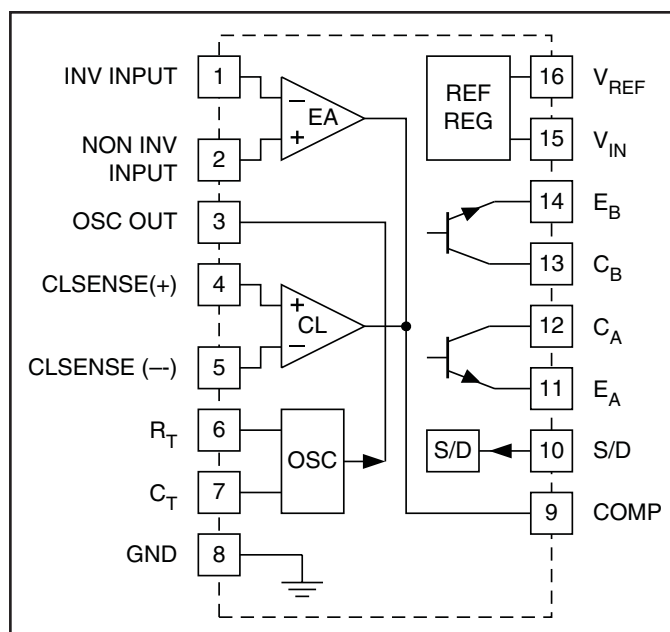 INV INPUT
1
−
EA
+
NON INV
INPUT
2
OSC OUT
3
CLSENSE(+)
4
+
CL
−
CLSENSE (−-)
5
R_T
6
OSC
C_T
7
GND
8
REF
REG
16
V_REF
15
V_IN
14
E_B
13
C_B
12
C_A
11
E_A
S/D
10
S/D
9
COMP